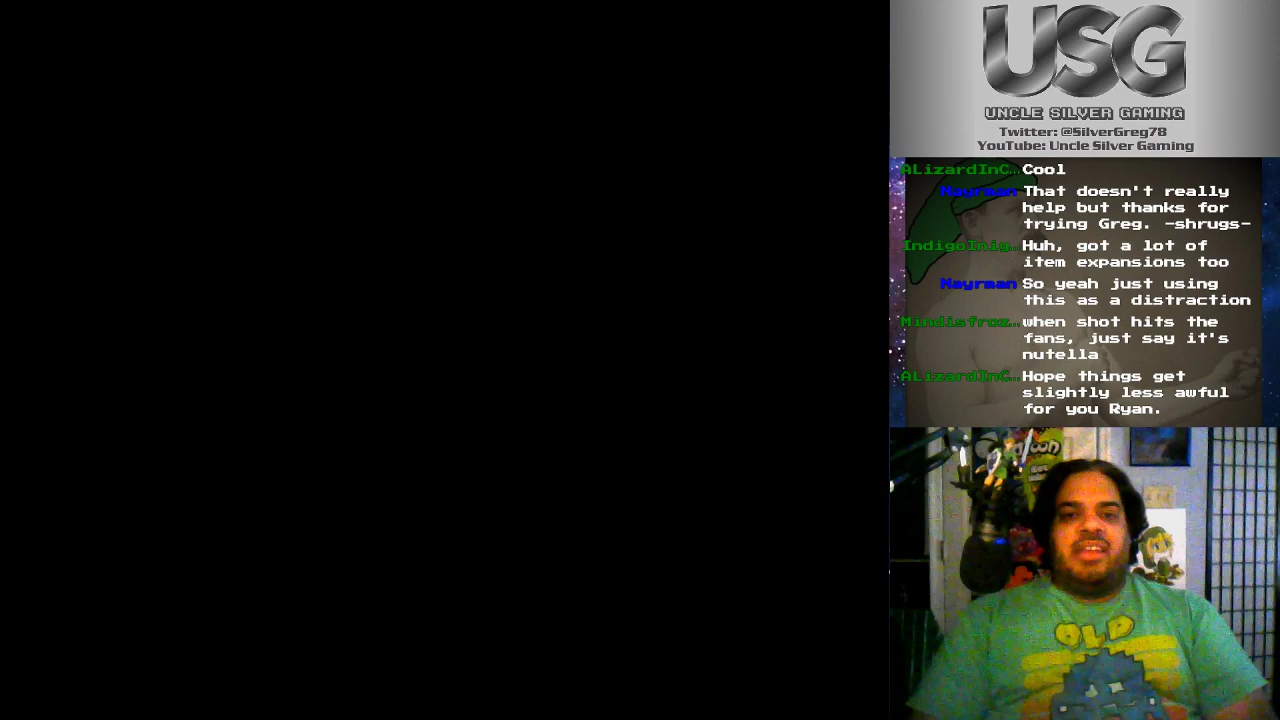 USG
UNCLE SILVER GAMING
Twitter: @SilverGreg78
YouTube: Uncle Silver Gaming
ALizardInC… Cool
Nayrman That doesn't really
help but thanks for
trying Greg. -shrugs-
IndigoInig… Huh, got a lot of
item expansions too
Nayrman So yeah just using
this as a distraction
Mindisfroz… when shot hits the
fans, just say it's
nutella
ALizardInC… Hope things get
slightly less awful
for you Ryan.
OLD